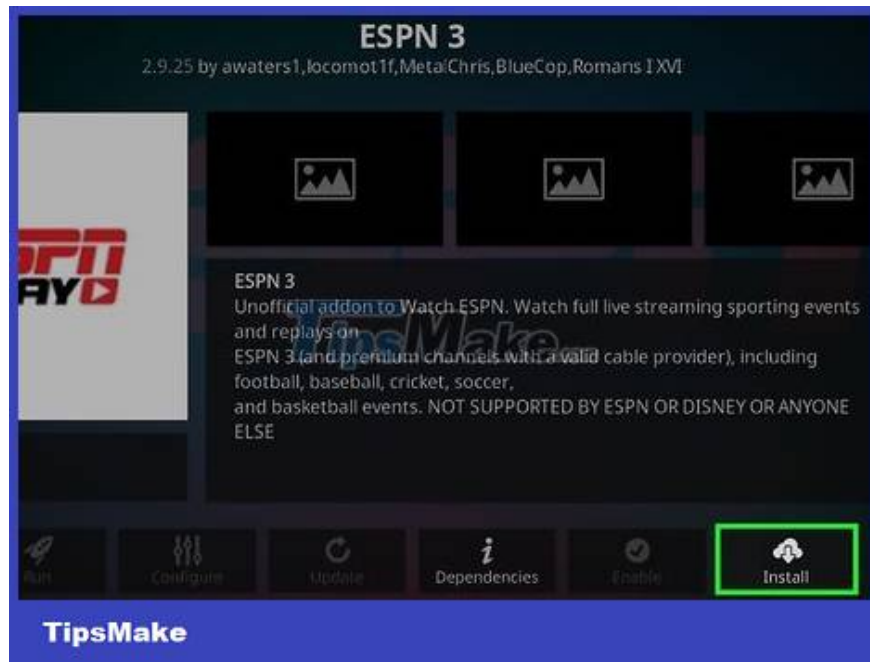 ESPN 3
2.9.25 by awaters1,locomot1f,MetalChris,BlueCop,Romans I XVI
ESPN 3
Unofficial addon to Watch ESPN. Watch full live streaming sporting events
and replays on
ESPN 3 (and premium channels with a valid cable provider), including
football, baseball, cricket, soccer,
and basketball events. NOT SUPPORTED BY ESPN OR DISNEY OR ANYONE
ELSE
TipsMake.com
Run
Configure
Update
Dependencies
Enable
Install
TipsMake